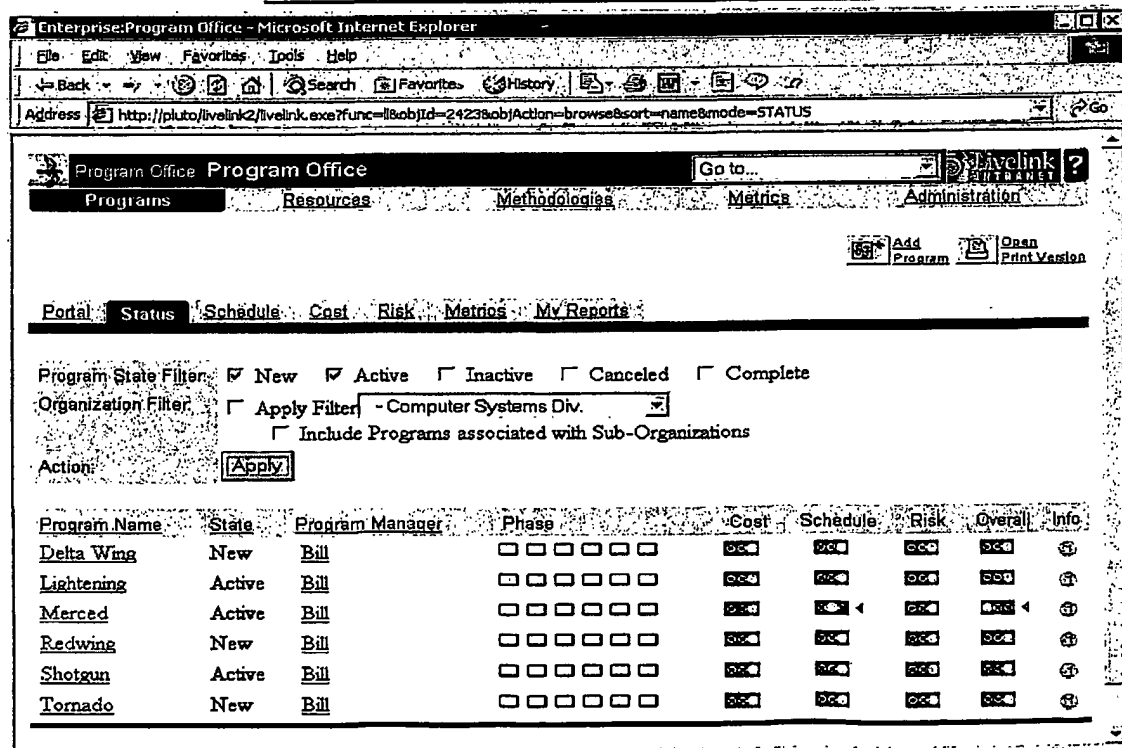 Enterprise:Program Office - Microsoft Internet Explorer
File Edit View Favorites Tools Help
Back Search Favorites History
Address http://pluto/livelink2/livelink.exe?func=ll&objId=2423&objAction=browse&sort=name&mode=STATUS Go
Program Office Program Office Go to... Livelink INTRANET ?
Programs Resources Methodologies Metrics Administration
Add Program Open Print Version
Portal Status Schedule Cost Risk Metrics My Reports
Program State Filter: New Active Inactive Canceled Complete
Organization Filter: Apply Filter - Computer Systems Div.
Include Programs associated with Sub-Organizations
Action: Apply
Program Name State Program Manager Phase Cost Schedule Risk Overall Info
Delta Wing New Bill
Lightening Active Bill
Merced Active Bill
Redwing New Bill
Shotgun Active Bill
Tornado New Bill